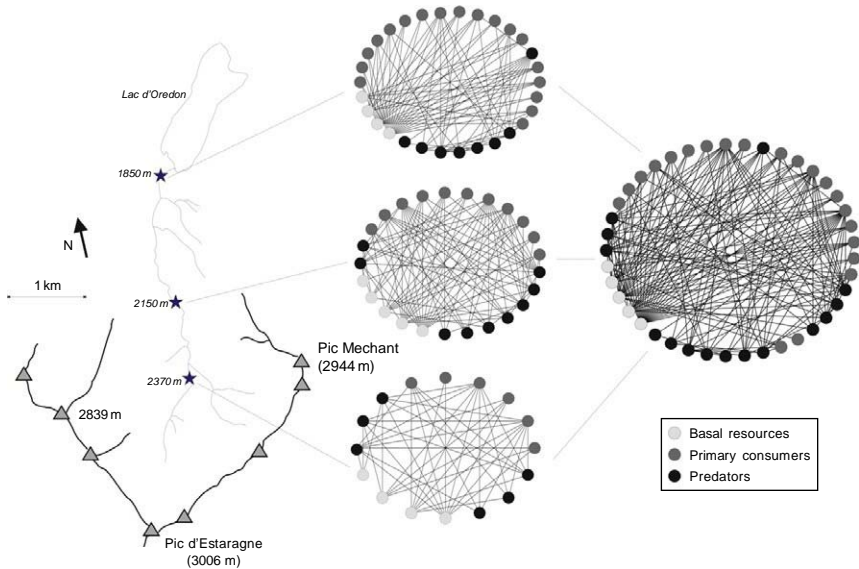 Lac d'Oredon
1850 m
N
1 km
2150 m
Pic Mechant
(2944 m)
2370 m
2839 m
Pic d'Estaragne
(3006 m)
Basal resources
Primary consumers
Predators